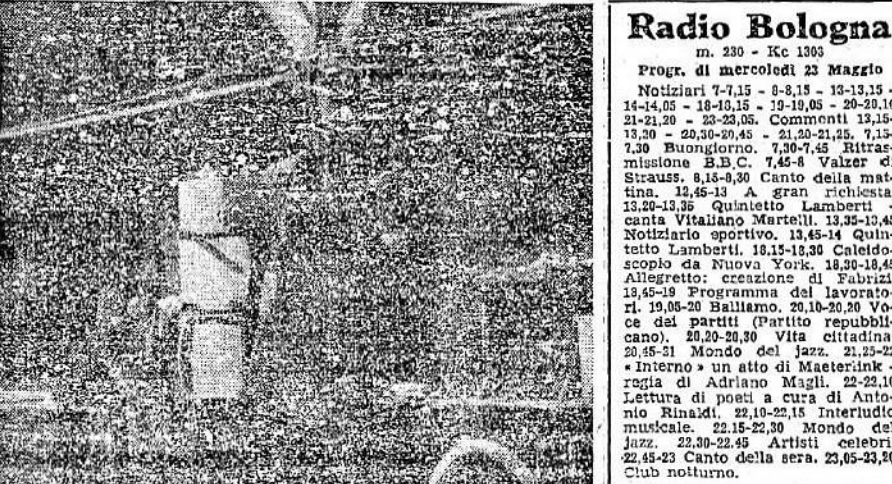 Radio Bologna
m. 230 - Kc 1303
Progr. di mercoledì 23 Maggio
Notiziari 7-7,15 - 8-8,15 - 13-13,15 -
14-14,05 - 18-18,15 - 19-19,05 - 20-20,10
21-21,20 - 23-23,05. Commenti 13,15-
13,20 - 20,30-20,45 - 21,20-21,25. 7,15-
7,30 Buongiorno. 7,30-7,45 Ritras-
missione B.B.C. 7,45-8 Valzer di
Strauss. 8,15-8,30 Canto della mat-
tina. 12,45-13 A gran richiesta
13,20-13,35 Quintetto Lamberti -
canta Vitaliano Martelli. 13,35-13,45
Notiziario sportivo. 13,45-14 Quin-
tetto Lamberti. 18,15-18,30 Caleido-
scopio da Nuova York. 18,30-18,45
Allegretto: creazione di Fabrizi
18,45-19 Programma dei lavorato-
ri. 19,05-20 Balliamo. 20,10-20,20 Vo-
ce dei partiti (Partito repubbli-
cano). 20,20-20,30 Vita cittadina
20,45-21 Mondo del jazz. 21,25-22
« Interno » un atto di Maeterlink -
regia di Adriano Magli. 22-22,10
Lettura di poeti a cura di Anto-
nio Rinaldi. 22,10-22,15 Interludio
musicale. 22,15-22,30 Mondo del
jazz. 22,30-22,45 Artisti celebri
22,45-23 Canto della sera. 23,05-23,20
Club notturno.